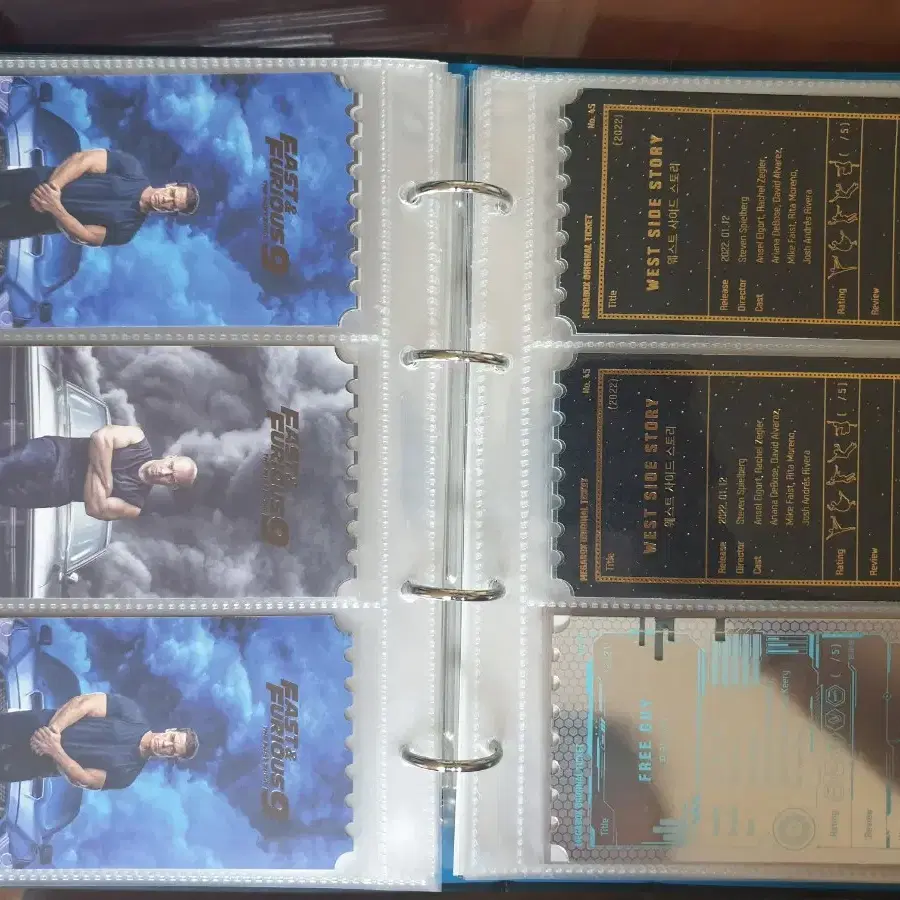 FAST &
FURIOUS
9
FAST &
FURIOUS
9
FAST &
FURIOUS
9
MEGABOX ORIGINAL TICKET
No. 45
Title
(2022)
WEST SIDE STORY
웨스트 사이드 스토리
Release 2022. 01. 12
Director Steven Spielberg
Cast Ansel Elgort, Rachel Zegler,
Ariana DeBose, David Alvarez,
Mike Faist, Rita Moreno,
Josh Andrés Rivera
Rating ( /5)
Review
MEGABOX ORIGINAL TICKET
No. 45
Title
(2022)
WEST SIDE STORY
웨스트 사이드 스토리
Release 2022. 01. 12
Director Steven Spielberg
Cast Ansel Elgort, Rachel Zegler,
Ariana DeBose, David Alvarez,
Mike Faist, Rita Moreno,
Josh Andrés Rivera
Rating ( /5)
Review
Title
FREE GUY
Rating ( /5)
Review